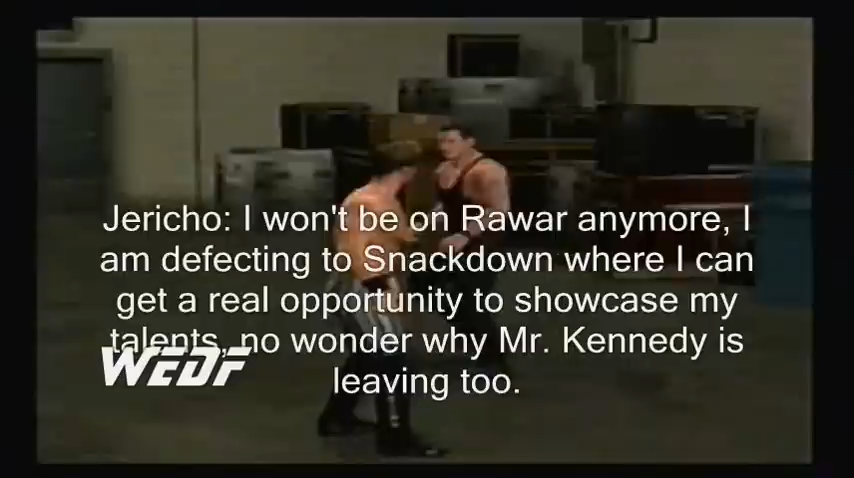 Jericho: I won't be on Rawar anymore, I
am defecting to Snackdown where I can
get a real opportunity to showcase my
talents, no wonder why Mr. Kennedy is
leaving too.
WEDF